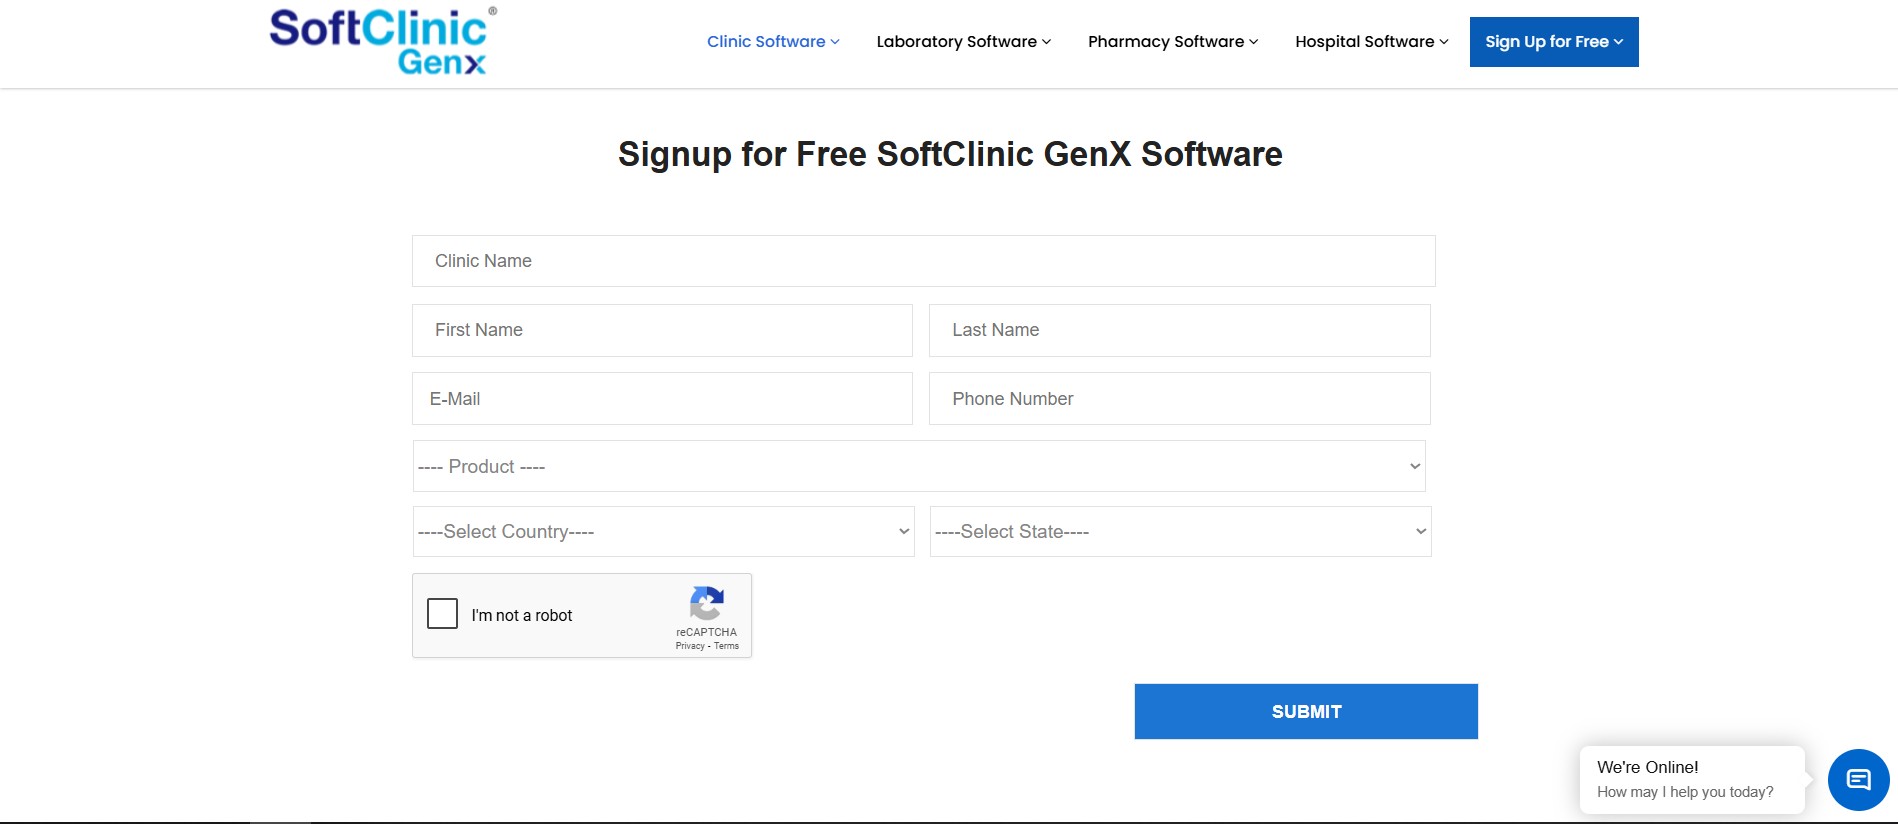 SoftClinic®
Genx
Clinic Software
Laboratory Software
Pharmacy Software
Hospital Software
Sign Up for Free
Signup for Free SoftClinic GenX Software
Clinic Name
First Name
Last Name
E-Mail
Phone Number
---- Product ----
----Select Country----
----Select State----
I'm not a robot
reCAPTCHA
Privacy - Terms
SUBMIT
We're Online!
How may I help you today?